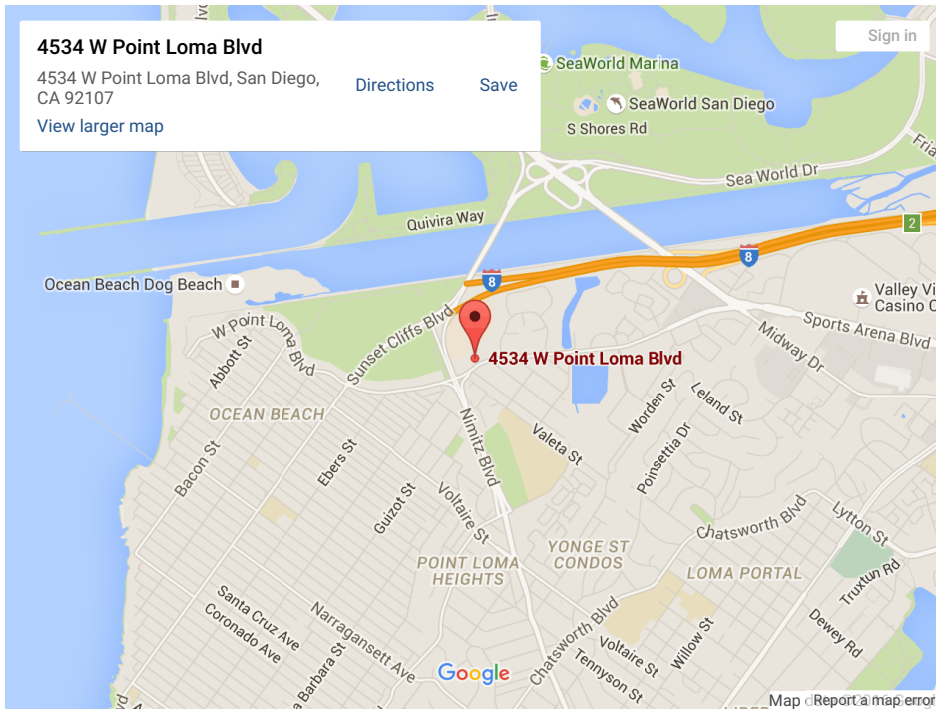 4534 W Point Loma Blvd
4534 W Point Loma Blvd, San Diego,
CA 92107
Directions
Save
View larger map
Sign in
SeaWorld Marina
SeaWorld San Diego
S Shores Rd
Sea World Dr
Quivira Way
2
8
8
Ocean Beach Dog Beach
Valley Vi
Casino C
Sports Arena Blvd
Midway Dr
W Point Loma Blvd
Abbott St
Sunset Cliffs Blvd
4534 W Point Loma Blvd
OCEAN BEACH
Nimitz Blvd
Worden St
Leland St
Poinsettia Dr
Valeta St
Bacon St
Ebers St
Guizot St
Voltaire St
Chatsworth Blvd
Lytton St
POINT LOMA
HEIGHTS
YONGE ST
CONDOS
LOMA PORTAL
Truxtun Rd
Santa Cruz Ave
Coronado Ave
Narragansett Ave
Chatsworth Blvd
Voltaire St
Tennyson St
Willow St
Dewey Rd
Google
Map
Report a map error